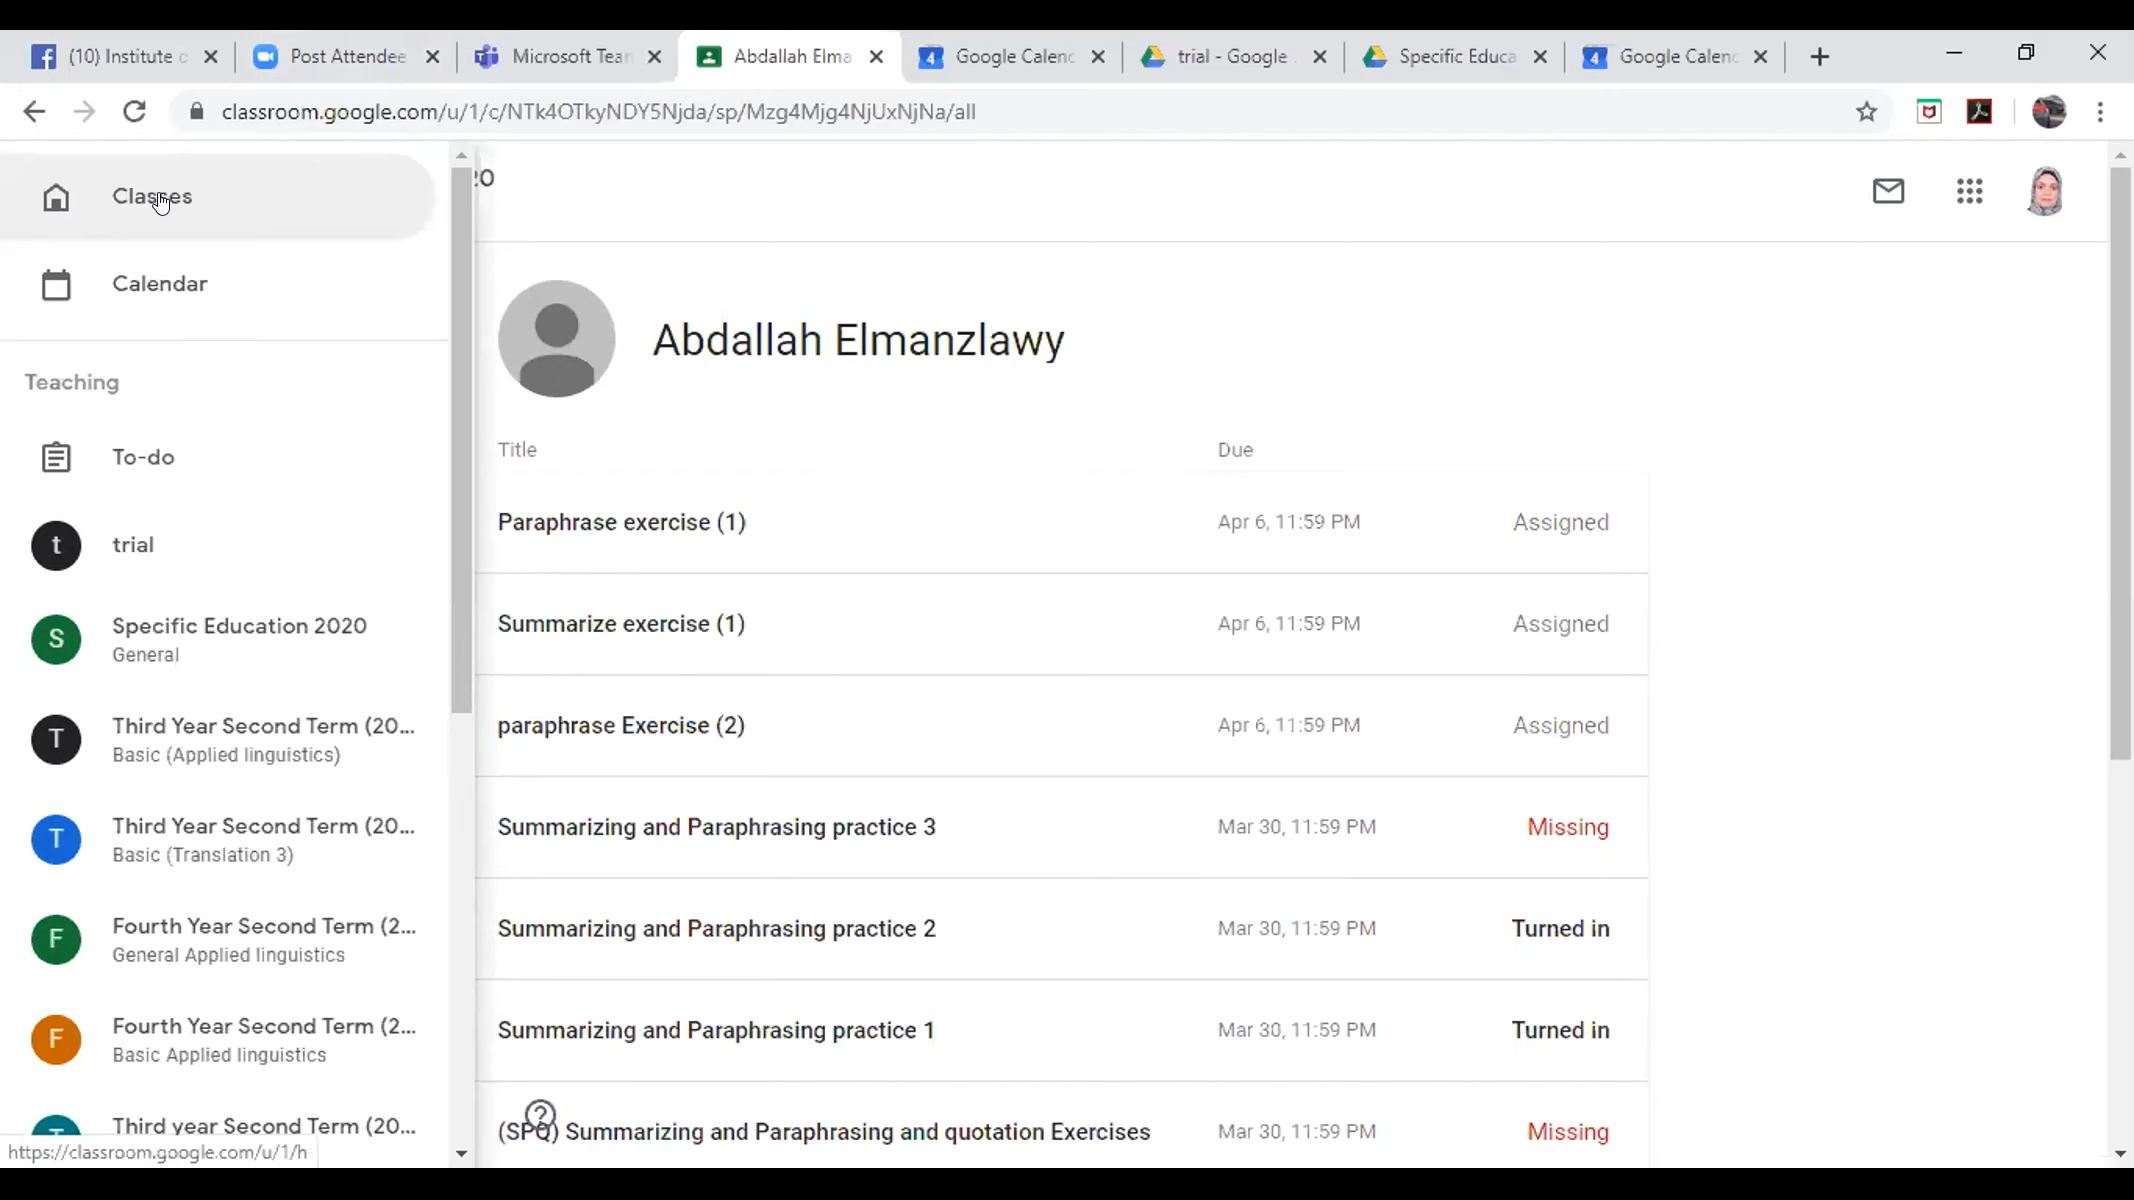 (10) Institute c
Post Attendee
Microsoft Tean
Abdallah Elma
4
Google Calenc
trial - Google
Specific Educa
4
Google Calenc
classroom.google.com/u/1/c/NTk4OTkyNDY5Njda/sp/Mzg4Mjg4NjUxNjNa/all
Classes
20
Calendar
Teaching
To-do
t
trial
S
Specific Education 2020
General
T
Third Year Second Term (20...
Basic (Applied linguistics)
T
Third Year Second Term (20...
Basic (Translation 3)
F
Fourth Year Second Term (2...
General Applied linguistics
F
Fourth Year Second Term (2...
Basic Applied linguistics
T
Third year Second Term (20...
https://classroom.google.com/u/1/h
Abdallah Elmanzlawy
Title Due
Paraphrase exercise (1) Apr 6, 11:59 PM Assigned
Summarize exercise (1) Apr 6, 11:59 PM Assigned
paraphrase Exercise (2) Apr 6, 11:59 PM Assigned
Summarizing and Paraphrasing practice 3 Mar 30, 11:59 PM Missing
Summarizing and Paraphrasing practice 2 Mar 30, 11:59 PM Turned in
Summarizing and Paraphrasing practice 1 Mar 30, 11:59 PM Turned in
(SPQ) Summarizing and Paraphrasing and quotation Exercises Mar 30, 11:59 PM Missing